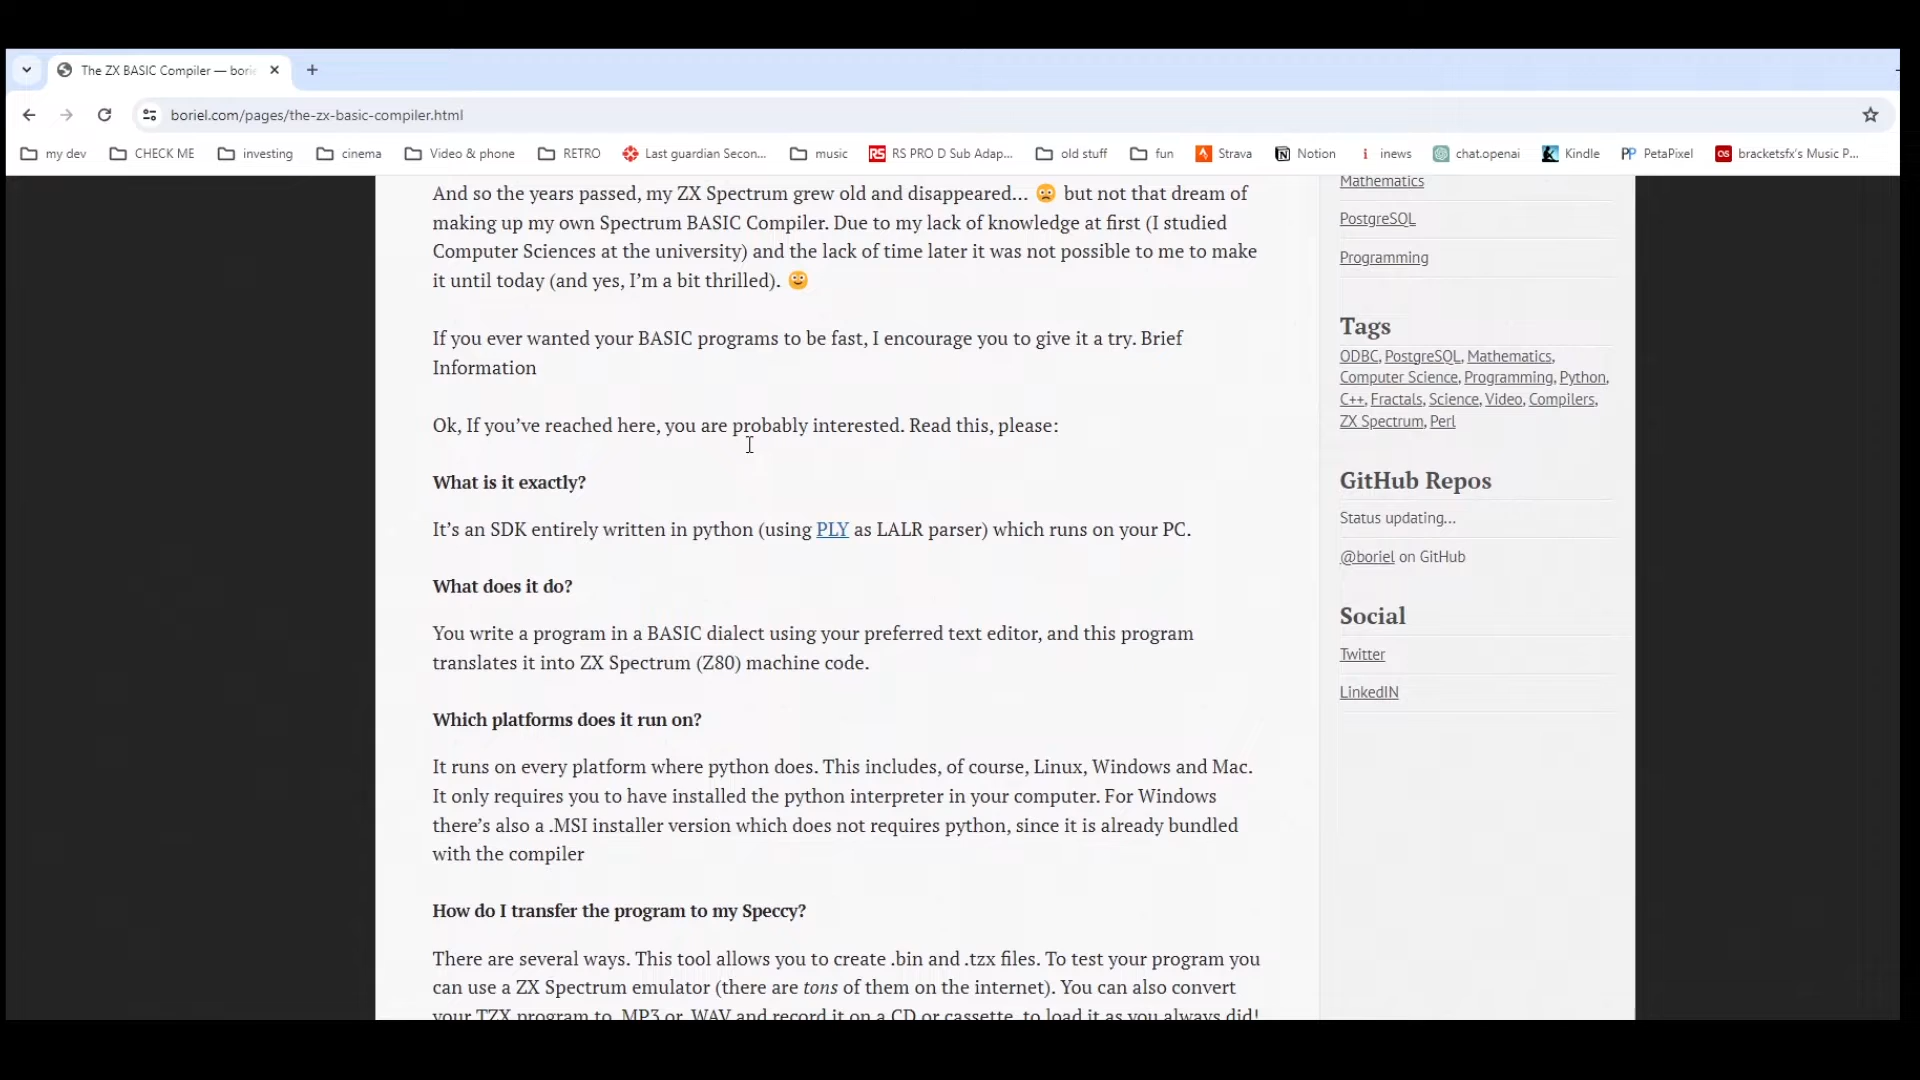 The ZX BASIC Compiler — borie
boriel.com/pages/the-zx-basic-compiler.html
my dev
CHECK ME
investing
cinema
Video & phone
RETRO
Last guardian Secon...
music
RS PRO D Sub Adap...
old stuff
fun
Strava
Notion
inews
chat.openai
Kindle
PetaPixel
bracketsfx's Music P...
And so the years passed, my ZX Spectrum grew old and disappeared… but not that dream of
making up my own Spectrum BASIC Compiler. Due to my lack of knowledge at first (I studied
Computer Sciences at the university) and the lack of time later it was not possible to me to make
it until today (and yes, I'm a bit thrilled).
If you ever wanted your BASIC programs to be fast, I encourage you to give it a try. Brief
Information
Ok, If you've reached here, you are probably interested. Read this, please:
What is it exactly?
It's an SDK entirely written in python (using PLY as LALR parser) which runs on your PC.
What does it do?
You write a program in a BASIC dialect using your preferred text editor, and this program
translates it into ZX Spectrum (Z80) machine code.
Which platforms does it run on?
It runs on every platform where python does. This includes, of course, Linux, Windows and Mac.
It only requires you to have installed the python interpreter in your computer. For Windows
there's also a .MSI installer version which does not requires python, since it is already bundled
with the compiler
How do I transfer the program to my Speccy?
There are several ways. This tool allows you to create .bin and .tzx files. To test your program you
can use a ZX Spectrum emulator (there are tons of them on the internet). You can also convert
your TZX program to .MP3 or .WAV and record it on a CD or cassette, to load it as you always did!
Mathematics
PostgreSQL
Programming
Tags
ODBC, PostgreSQL, Mathematics,
Computer Science, Programming, Python,
C++, Fractals, Science, Video, Compilers,
ZX Spectrum, Perl
GitHub Repos
Status updating...
@boriel on GitHub
Social
Twitter
LinkedIN